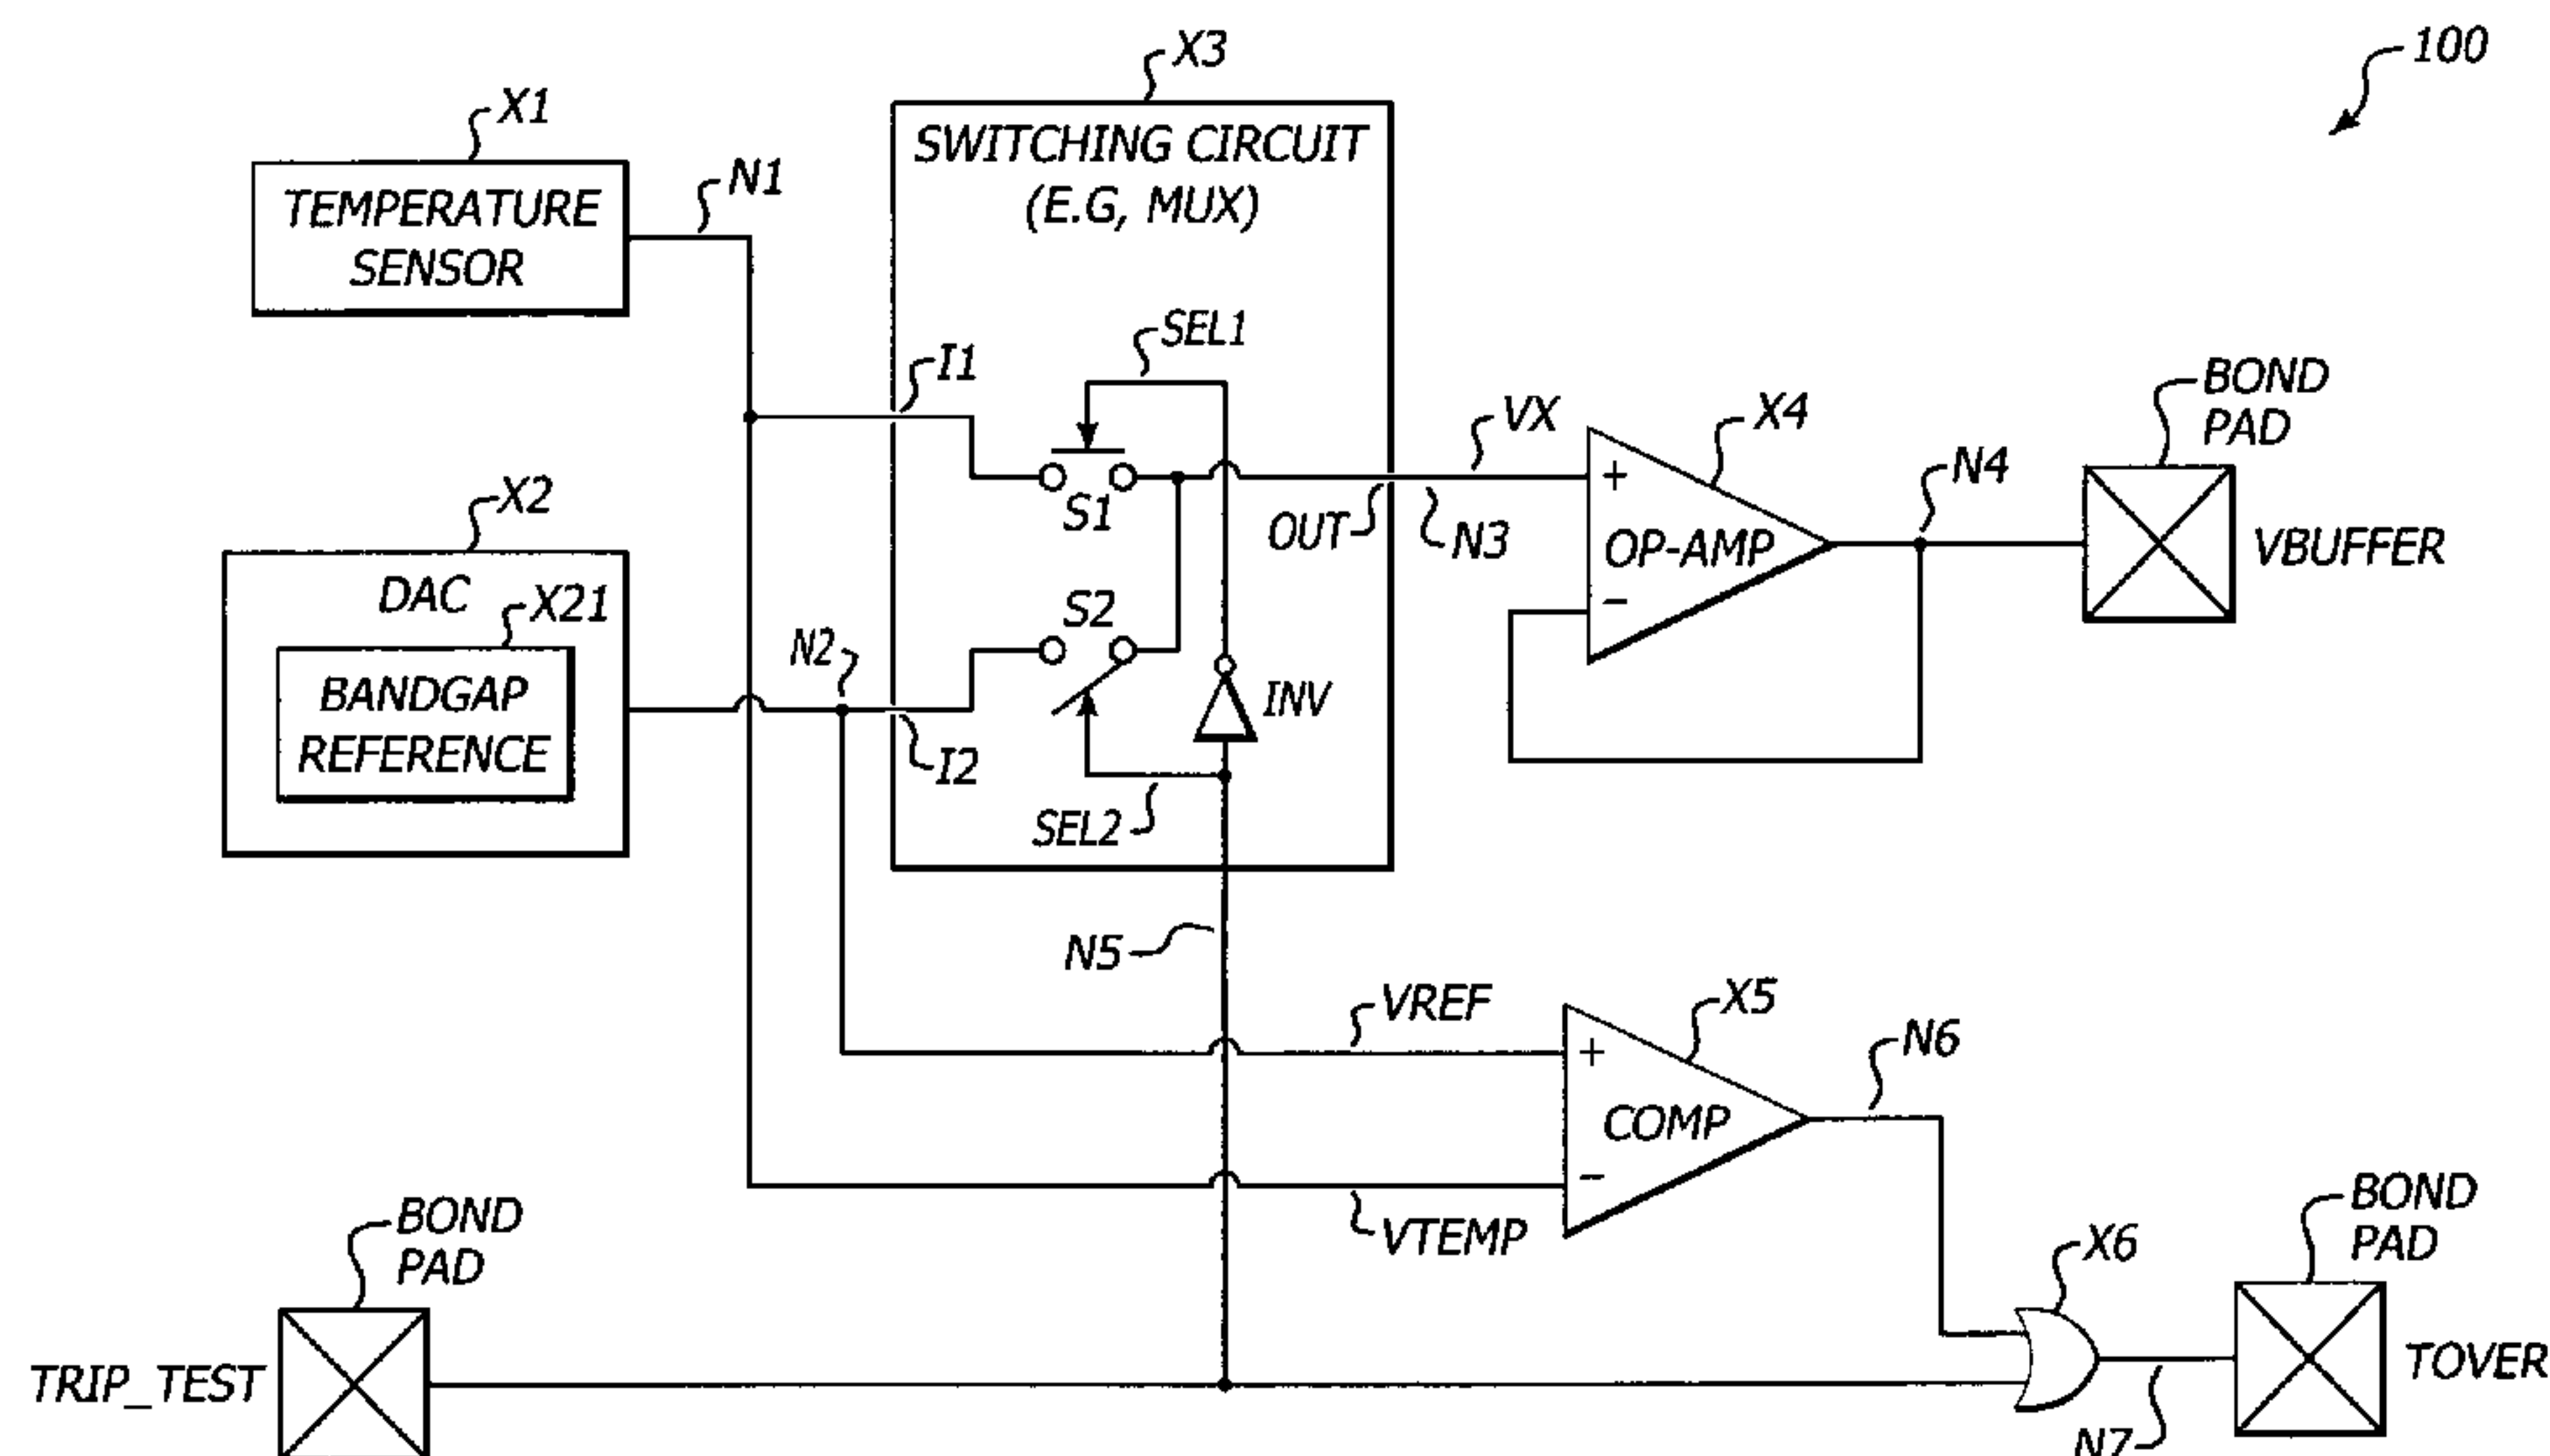 100
X3
X1
SWITCHING CIRCUIT
(E.G, MUX)
N1
TEMPERATURE
SENSOR
SEL1
I1
BOND
PAD
VX
X4
S1
OUT
N3
N4
+
OP-AMP
−
VBUFFER
X2
DAC
X21
BANDGAP
REFERENCE
S2
N2
INV
I2
SEL2
N5
VREF
X5
N6
+
COMP
−
VTEMP
BOND
PAD
X6
BOND
PAD
TRIP_TEST
TOVER
N7